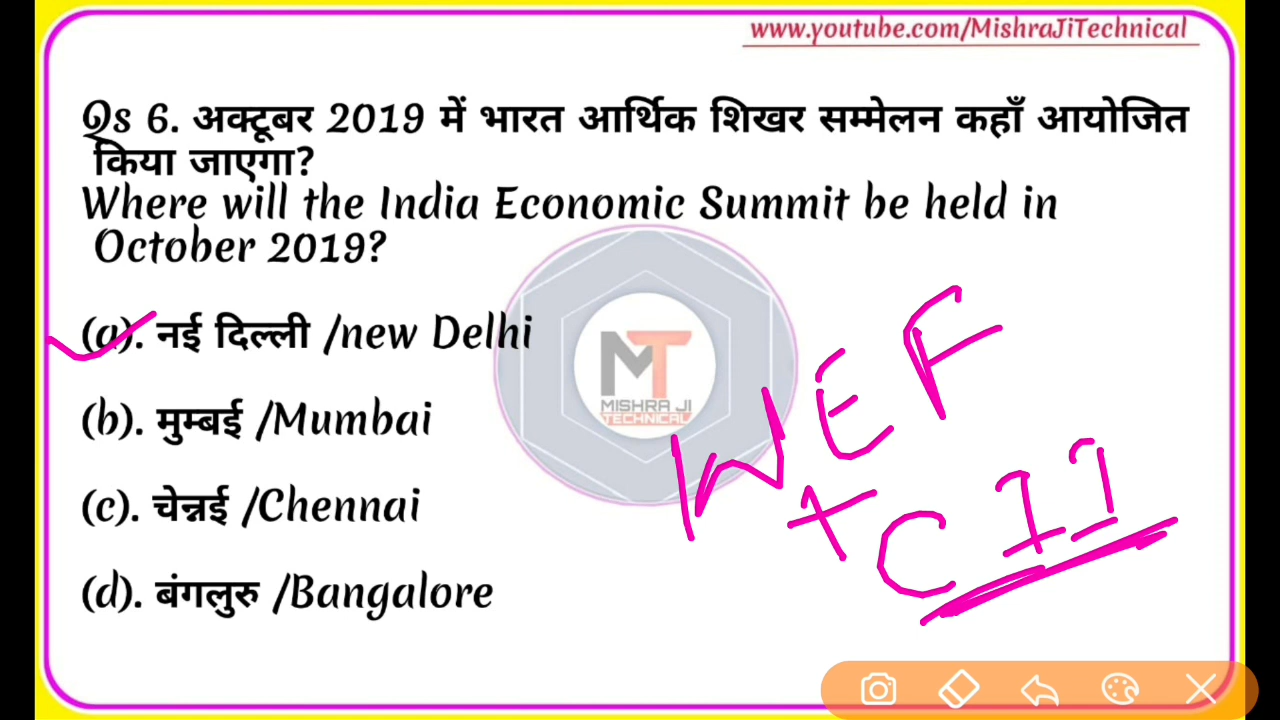 www.youtube.com/MishraJiTechnical
Qs 6. अक्टूबर 2019 में भारत आर्थिक शिखर सम्मेलन कहाँ आयोजित
किया जाएगा?
Where will the India Economic Summit be held in
October 2019?
(a). नई दिल्ली /new Delhi
(b). मुम्बई /Mumbai
(c). चेन्नई /Chennai
(d). बंगलुरु /Bangalore
MT
MISHRA JI
TECHNICAL
WEF
+ CII